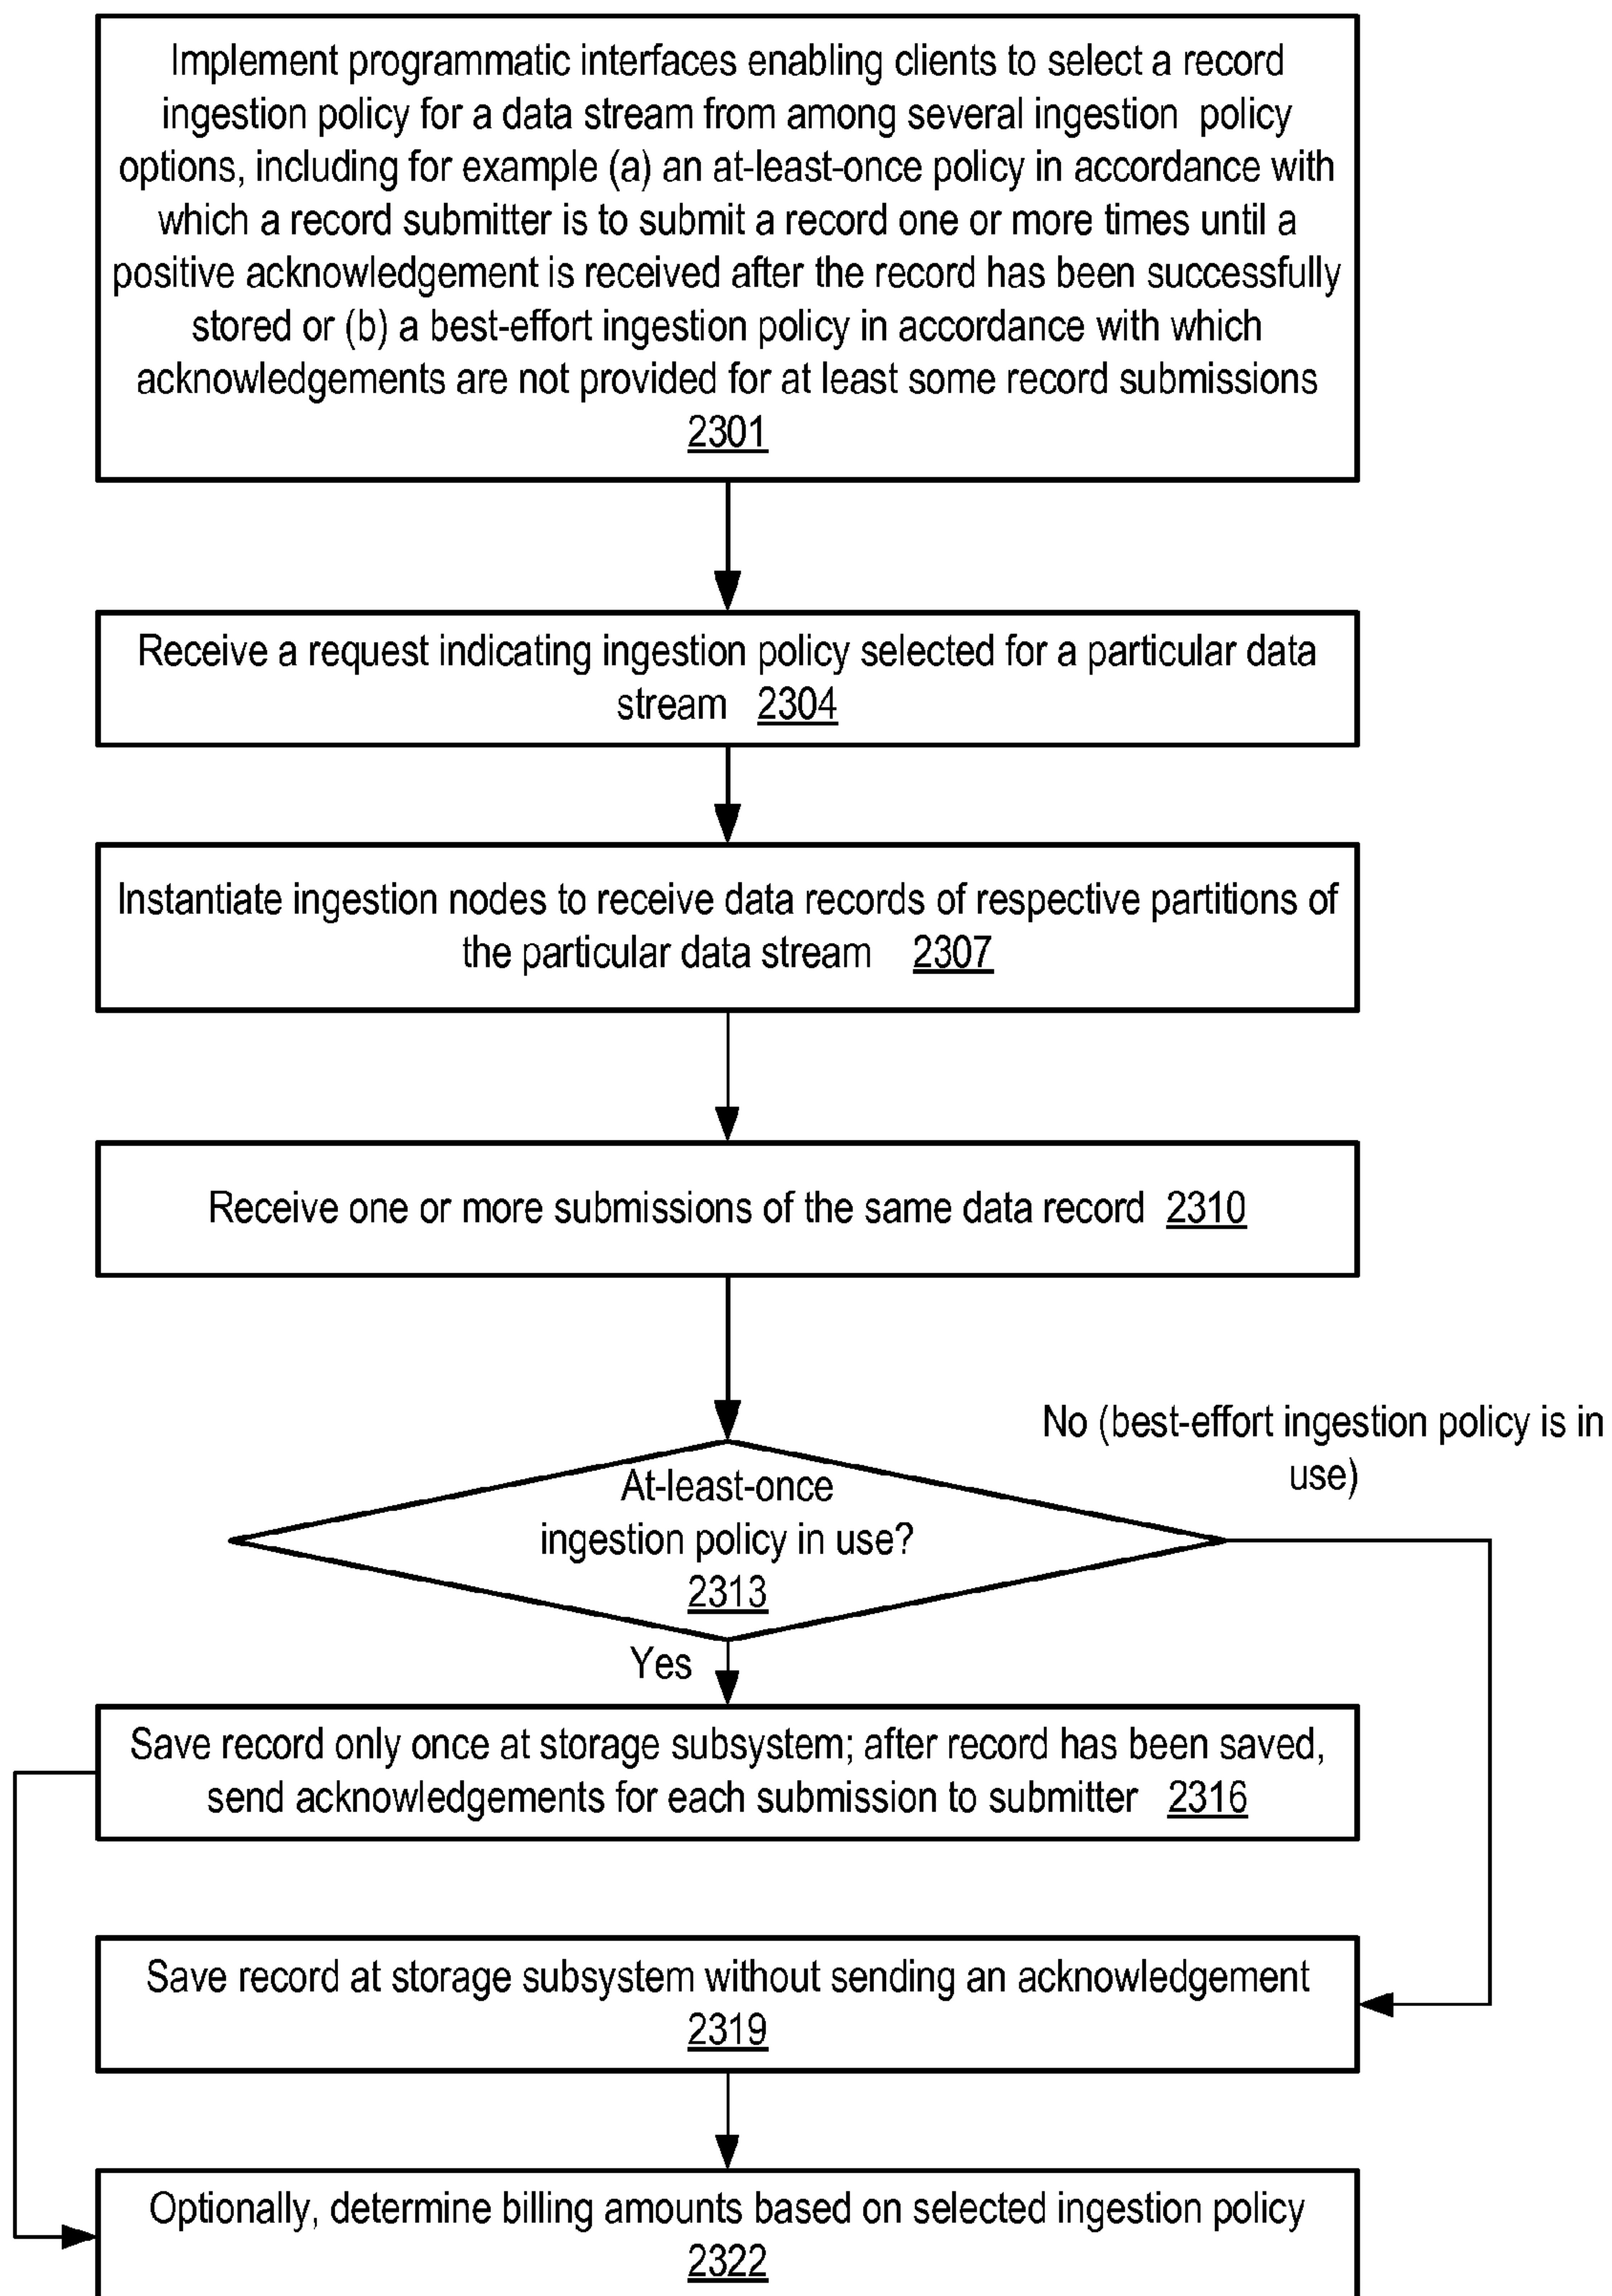 Implement programmatic interfaces enabling clients to select a record
ingestion policy for a data stream from among several ingestion policy
options, including for example (a) an at-least-once policy in accordance with
which a record submitter is to submit a record one or more times until a
positive acknowledgement is received after the record has been successfully
stored or (b) a best-effort ingestion policy in accordance with which
acknowledgements are not provided for at least some record submissions
2301
Receive a request indicating ingestion policy selected for a particular data
stream 2304
Instantiate ingestion nodes to receive data records of respective partitions of
the particular data stream 2307
Receive one or more submissions of the same data record 2310
No (best-effort ingestion policy is in
use)
At-least-once
ingestion policy in use?
2313
Yes
Save record only once at storage subsystem; after record has been saved,
send acknowledgements for each submission to submitter 2316
Save record at storage subsystem without sending an acknowledgement
2319
Optionally, determine billing amounts based on selected ingestion policy
2322